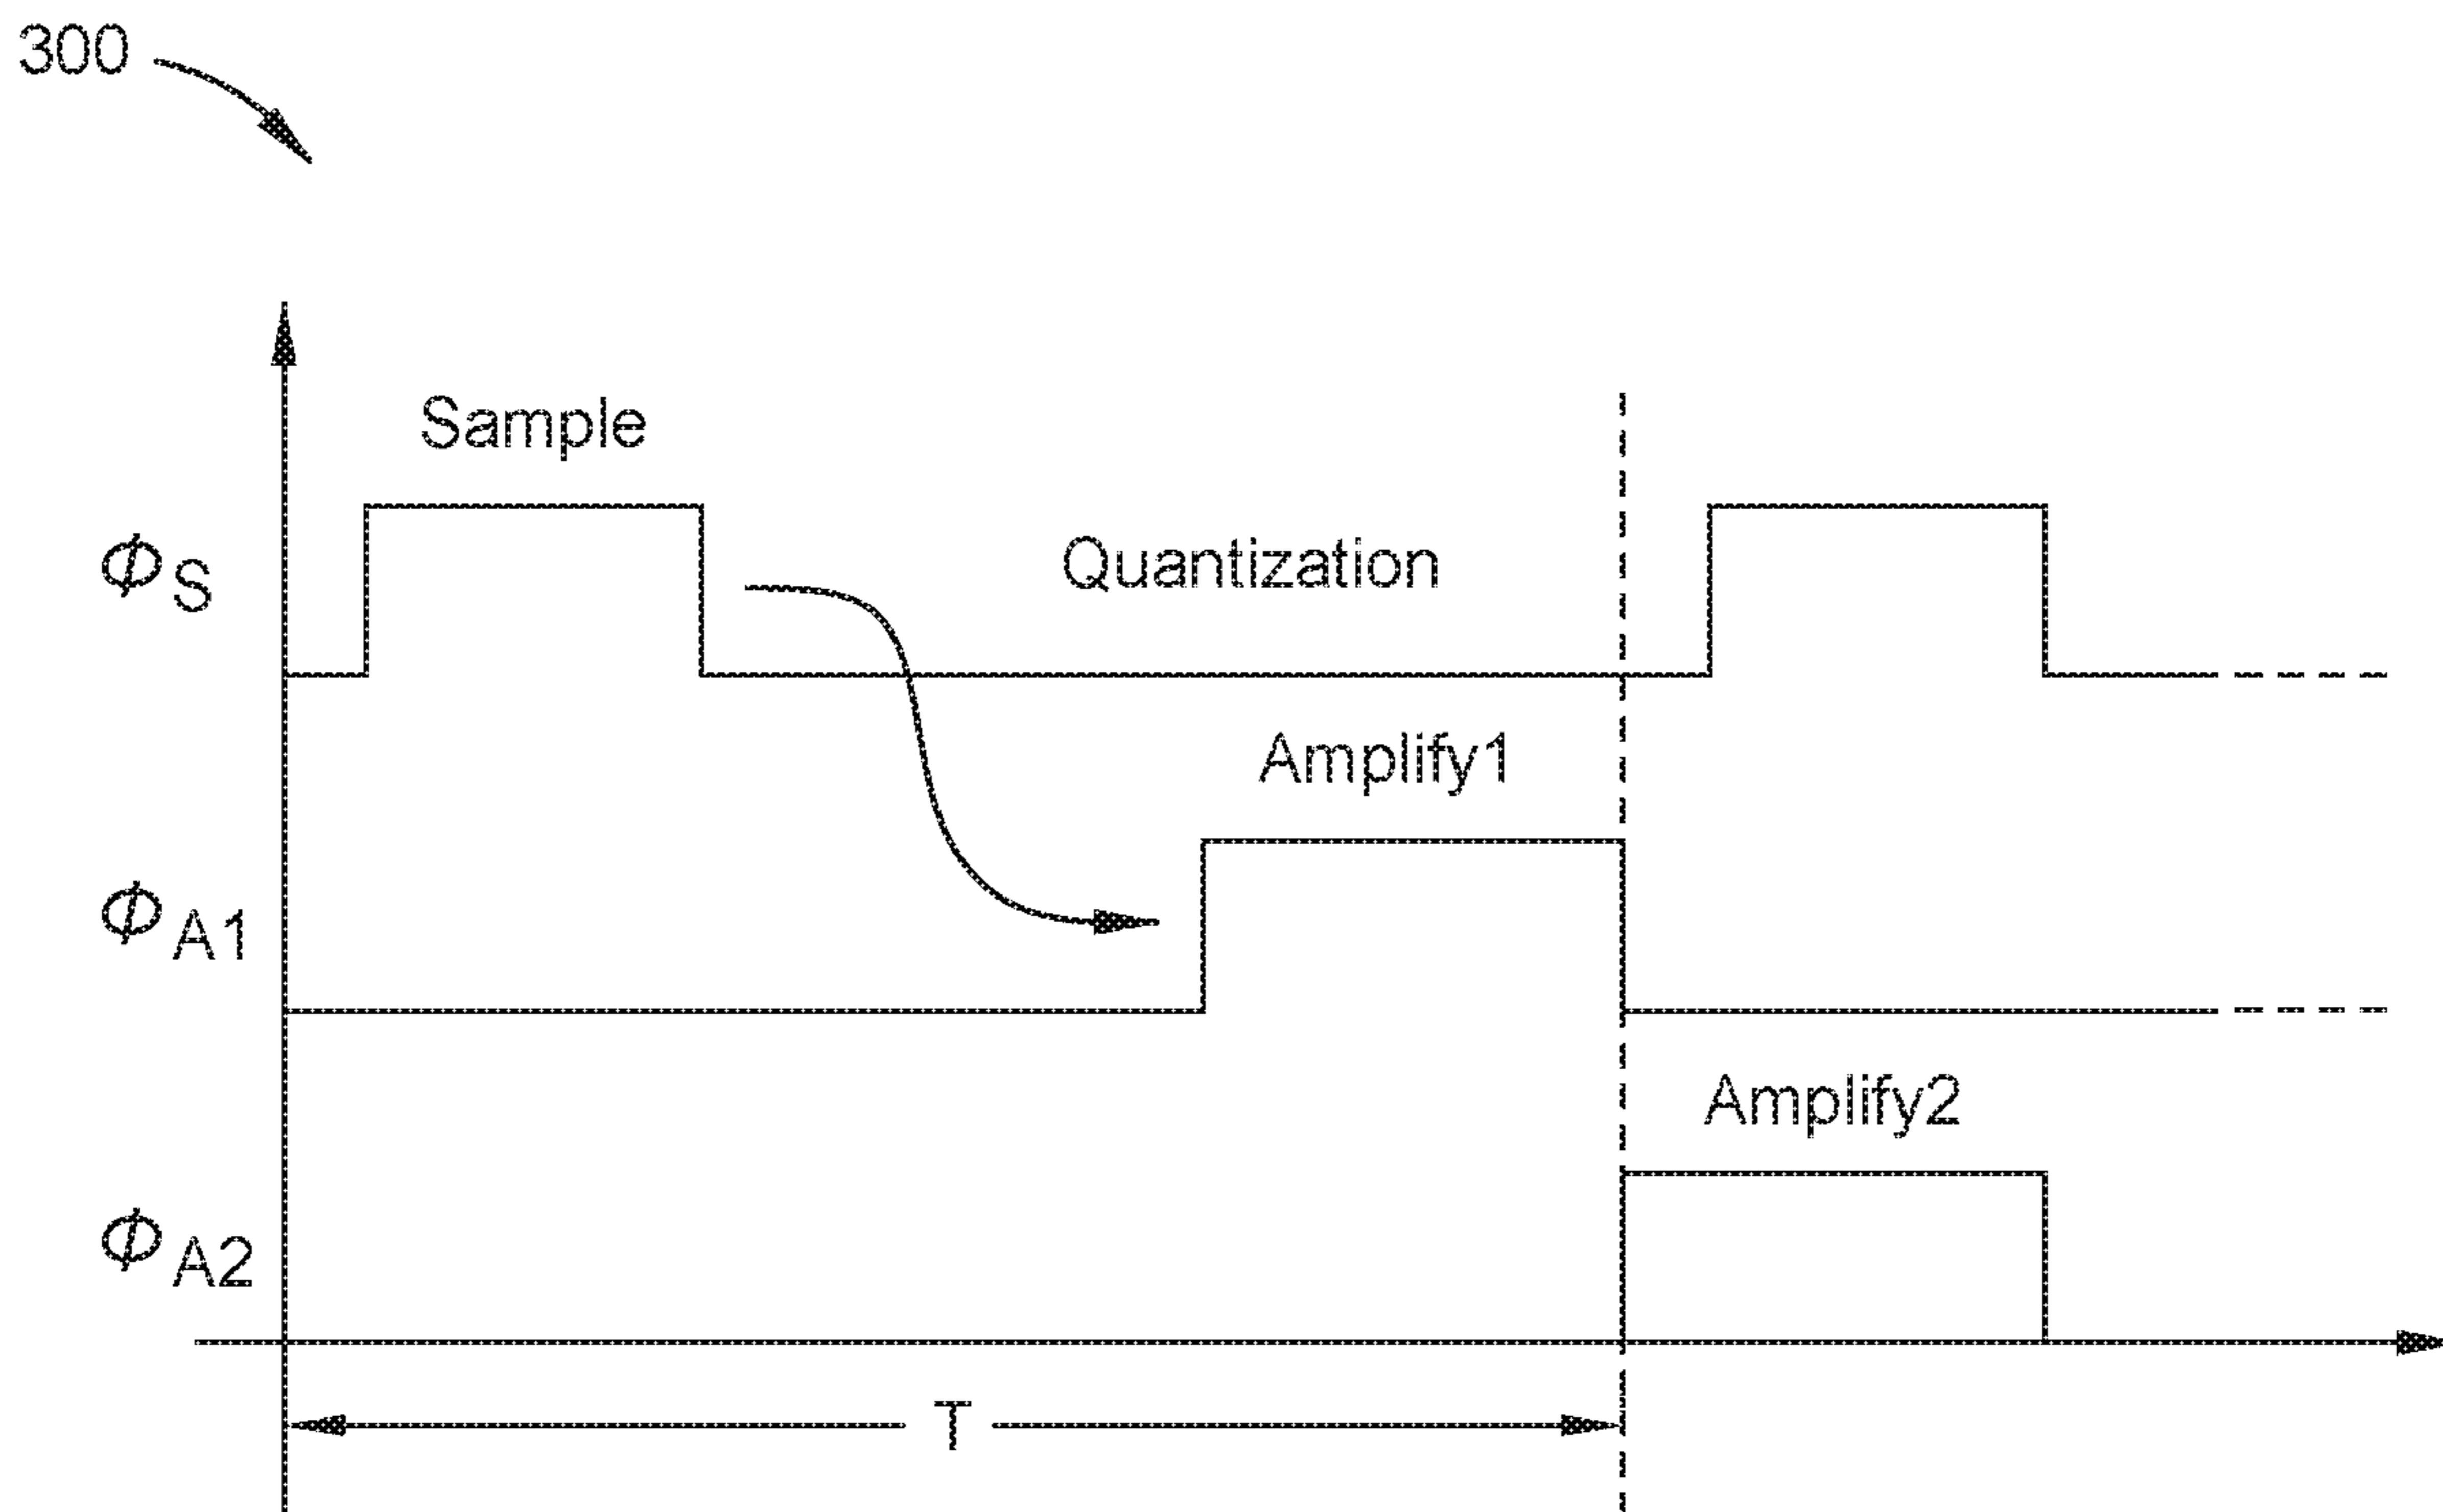 300
Sample
ΦS
Quantization
Amplify1
ΦA1
Amplify2
ΦA2
T